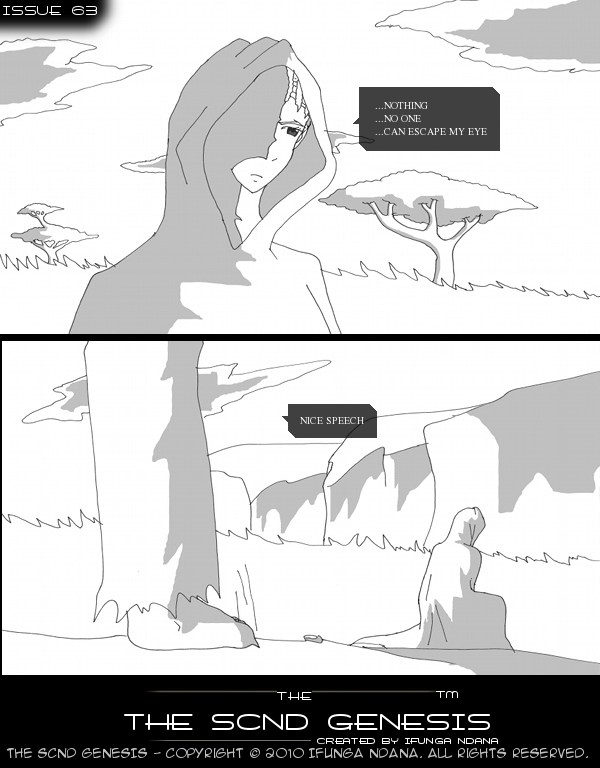 ISSUE 63
...NOTHING
...NO ONE
...CAN ESCAPE MY EYE
NICE SPEECH
THE TM
THE SCND GENESIS
CREATED BY IFUNGA NDANA
THE SCND GENESIS - COPYRIGHT © 2010 IFUNGA NDANA. ALL RIGHTS RESERVED.